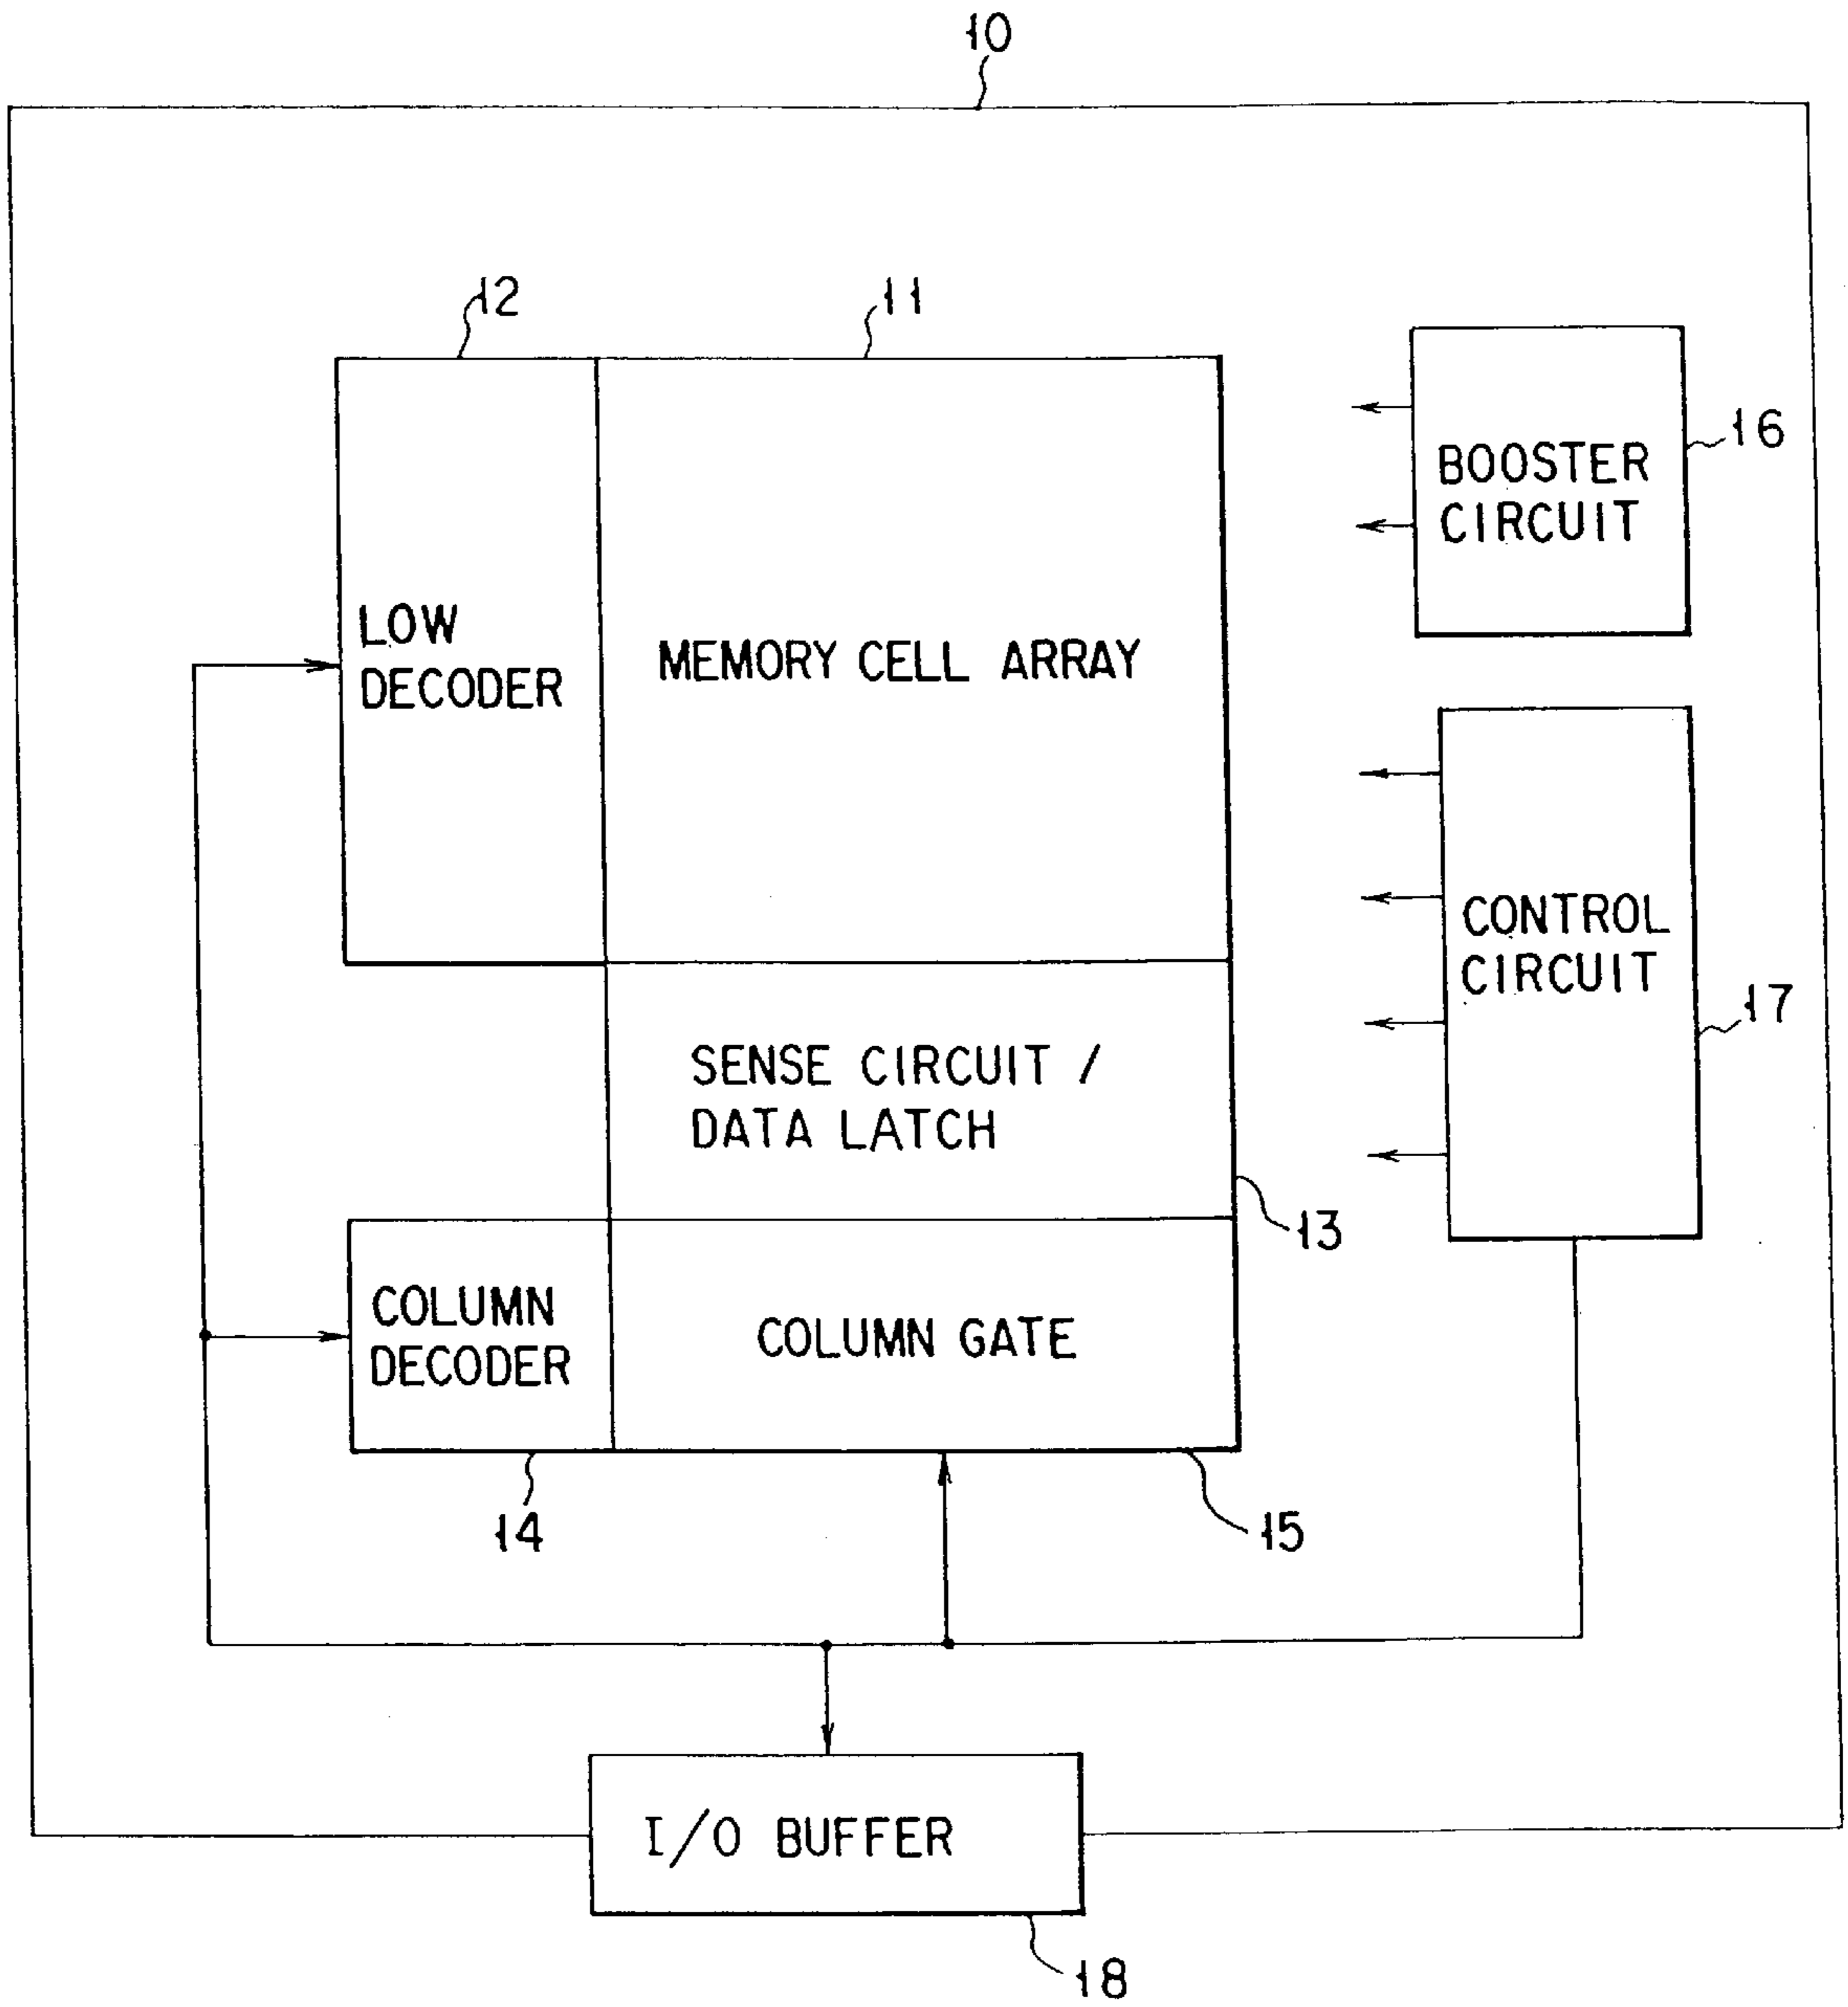 10
12
11
16
BOOSTER
CIRCUIT
LOW
DECODER
MEMORY CELL ARRAY
CONTROL
CIRCUIT
17
SENSE CIRCUIT /
DATA LATCH
13
COLUMN
DECODER
COLUMN GATE
14
15
I/O BUFFER
18